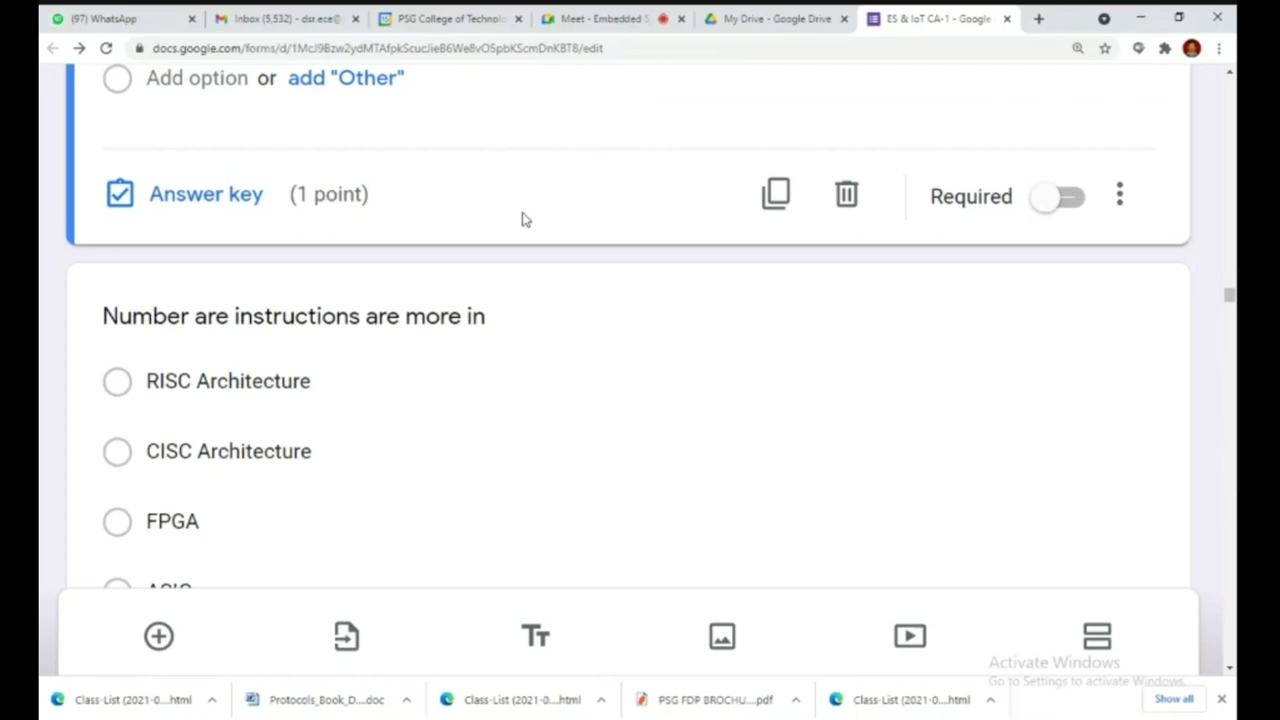 (97) WhatsApp
Inbox (5,532) - dsr.ece@
PSG College of Technolo
Meet - Embedded S
My Drive - Google Drive
ES & IoT CA-1 - Google
docs.google.com/forms/d/1McJ9Bzw2ydMTAfpkScucJieB6We8vOSpbKScmDnKBT8/edit
Add option or add "Other"
Answer key (1 point)
Required
Number are instructions are more in
RISC Architecture
CISC Architecture
FPGA
ASIC
Activate Windows
Go to Settings to activate Windows.
Class-List (2021-0....html
Protocols_Book_D....doc
Class-List (2021-0....html
PSG FDP BROCHU....pdf
Class-List (2021-0....html
Show all